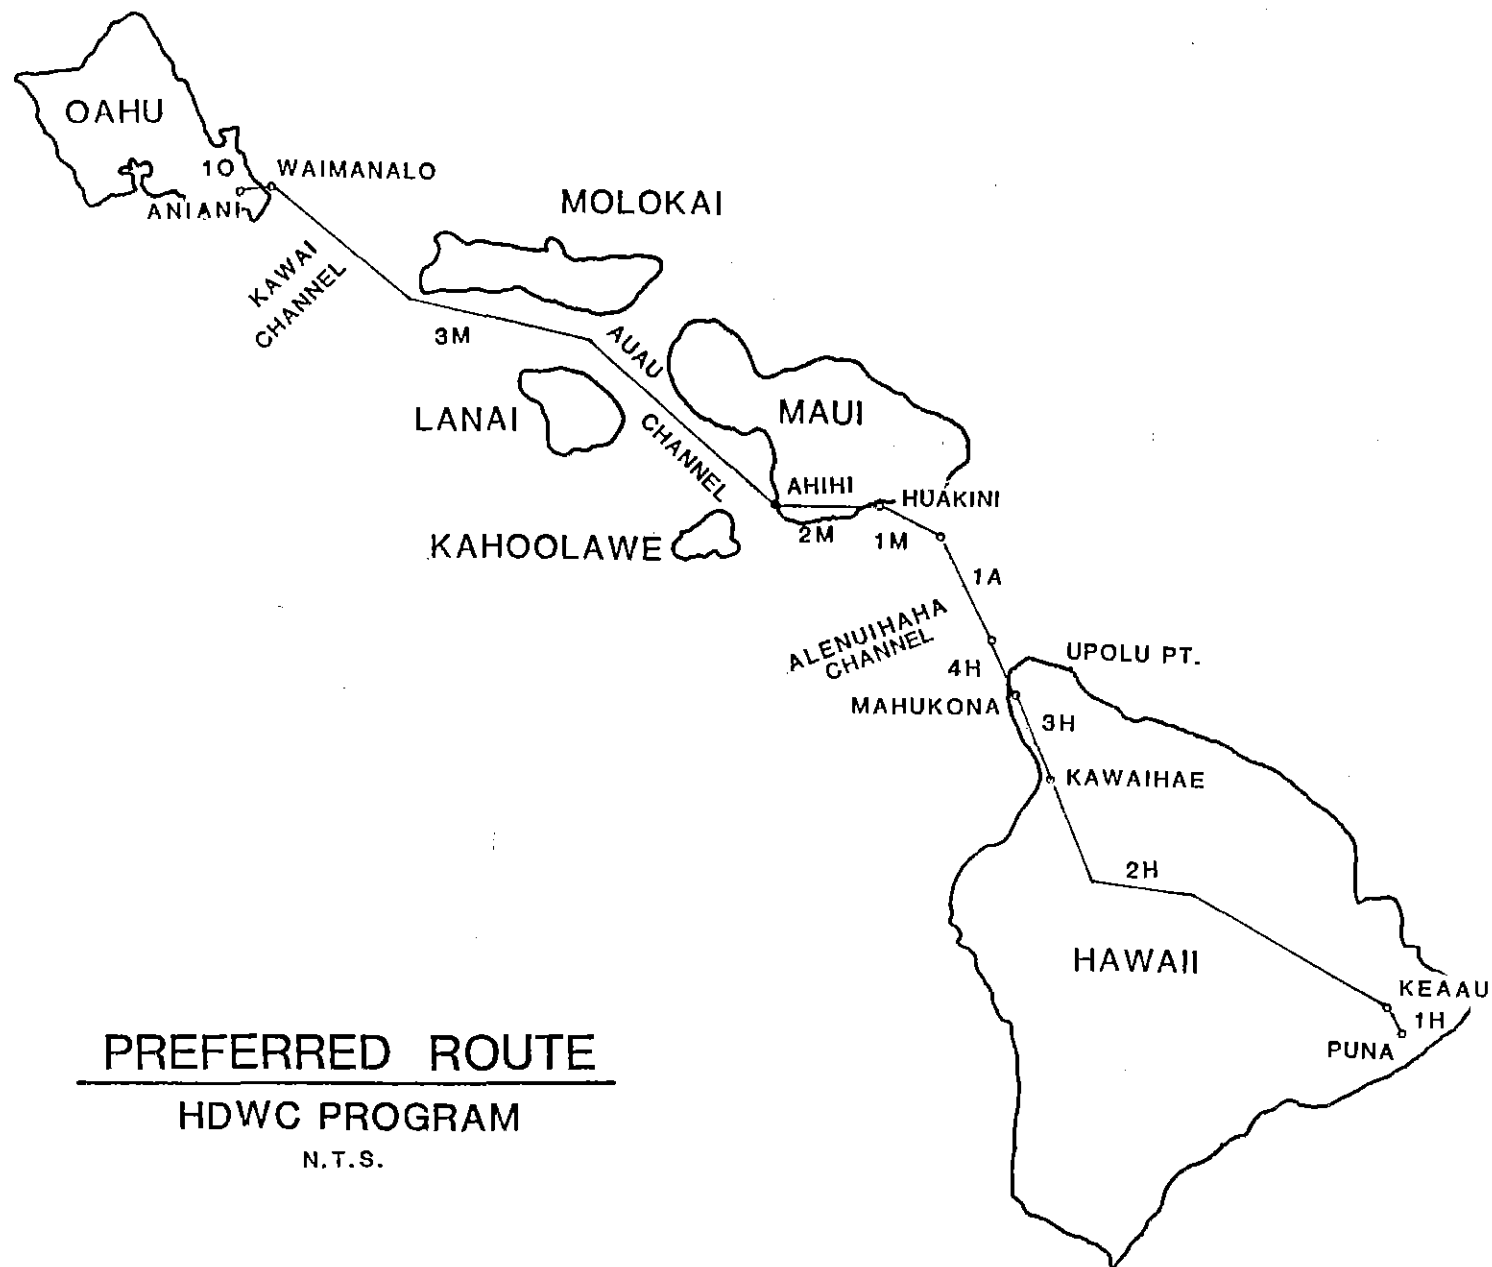 OAHU
1O
WAIMANALO
ANIANI
MOLOKAI
KAWAI
CHANNEL
3M
AUAU
CHANNEL
LANAI
MAUI
AHIHI
HUAKINI
KAHOOLAWE
2M
1M
1A
ALENUIHAHA
CHANNEL
4H
UPOLU PT.
MAHUKONA
3H
KAWAIHAE
2H
HAWAII
KEAAU
1H
PUNA
PREFERRED ROUTE
HDWC PROGRAM
N.T.S.